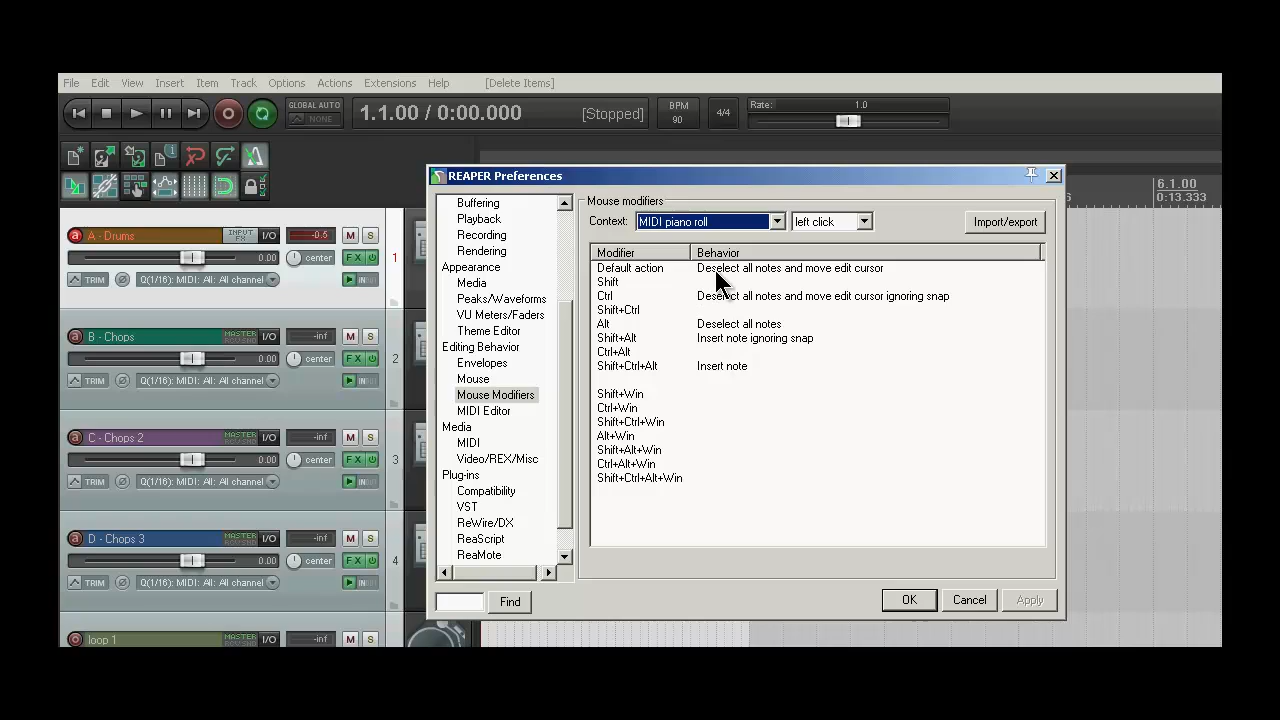 File Edit View Insert Item Track Options Actions Extensions Help [Delete Items]
GLOBAL AUTO
NONE
1.1.00 / 0:00.000 [Stopped]
BPM
90
4/4
Rate: 1.0
REAPER Preferences
6.1.00
0:13.333
Buffering
Playback
Recording
Rendering
Appearance
Media
Peaks/Waveforms
VU Meters/Faders
Theme Editor
Editing Behavior
Envelopes
Mouse
Mouse Modifiers
MIDI Editor
Media
MIDI
Video/REX/Misc
Plug-ins
Compatibility
VST
ReWire/DX
ReaScript
ReaMote
Find
Mouse modifiers
Context: MIDI piano roll left click Import/export
Modifier Behavior
Default action Deselect all notes and move edit cursor
Shift
Ctrl Deselect all notes and move edit cursor ignoring snap
Shift+Ctrl
Alt Deselect all notes
Shift+Alt Insert note ignoring snap
Ctrl+Alt
Shift+Ctrl+Alt Insert note
Shift+Win
Ctrl+Win
Shift+Ctrl+Win
Alt+Win
Shift+Alt+Win
Ctrl+Alt+Win
Shift+Ctrl+Alt+Win
OK Cancel Apply
A - Drums INPUT FX I/O -0.5 M S
0.00 center FX
TRIM Q(1/16): MIDI: All: All channel
1
B - Chops MASTER I/O -inf M S
0.00 center FX
TRIM Q(1/16): MIDI: All: All channel
2
C - Chops 2 MASTER I/O -inf M S
0.00 center FX
TRIM Q(1/16): MIDI: All: All channel
3
D - Chops 3 MASTER I/O -inf M S
0.00 center FX
TRIM Q(1/16): MIDI: All: All channel
4
loop 1 MASTER I/O -inf M S